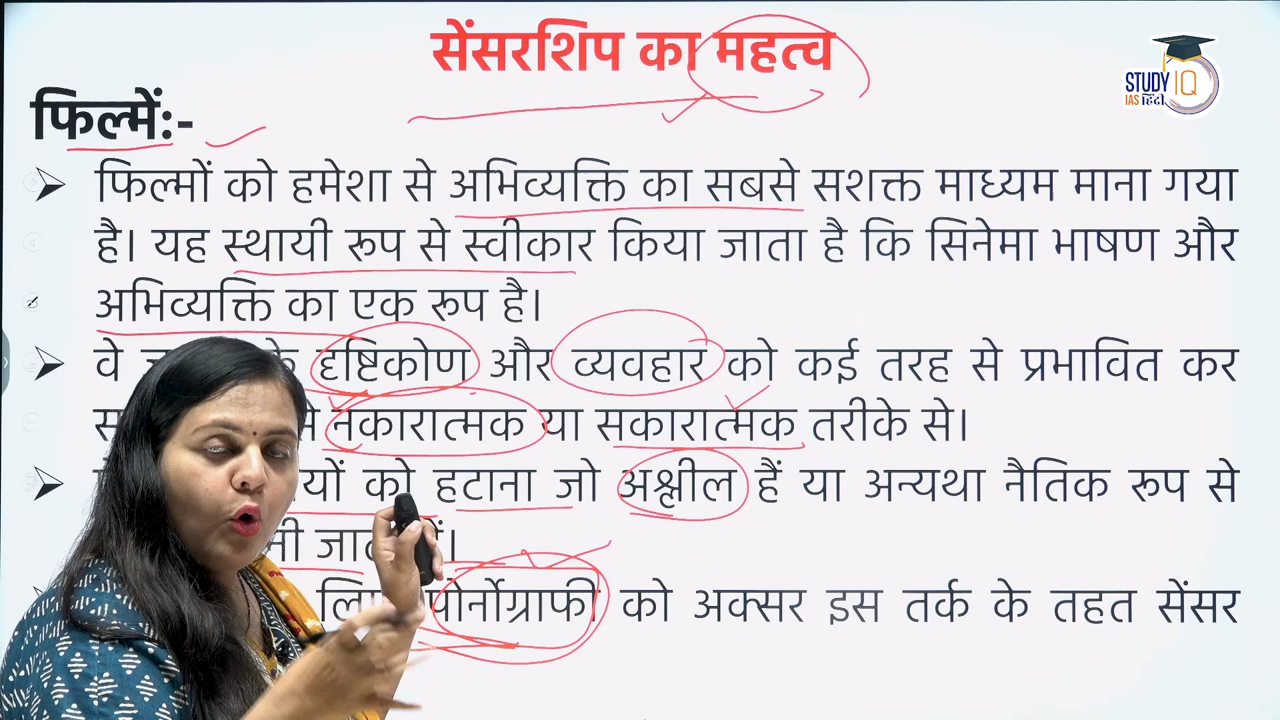 सेंसरशिप का महत्व
STUDY IQ
IAS हिंदी
फिल्में:-
फिल्मों को हमेशा से अभिव्यक्ति का सबसे सशक्त माध्यम माना गया
है। यह स्थायी रूप से स्वीकार किया जाता है कि सिनेमा भाषण और
अभिव्यक्ति का एक रूप है।
वे के दृष्टिकोण और व्यवहार को कई तरह से प्रभावित कर
नकारात्मक या सकारात्मक तरीके से।
को हटाना जो अश्लील हैं या अन्यथा नैतिक रूप से
पोर्नोग्राफी को अक्सर इस तर्क के तहत सेंसर